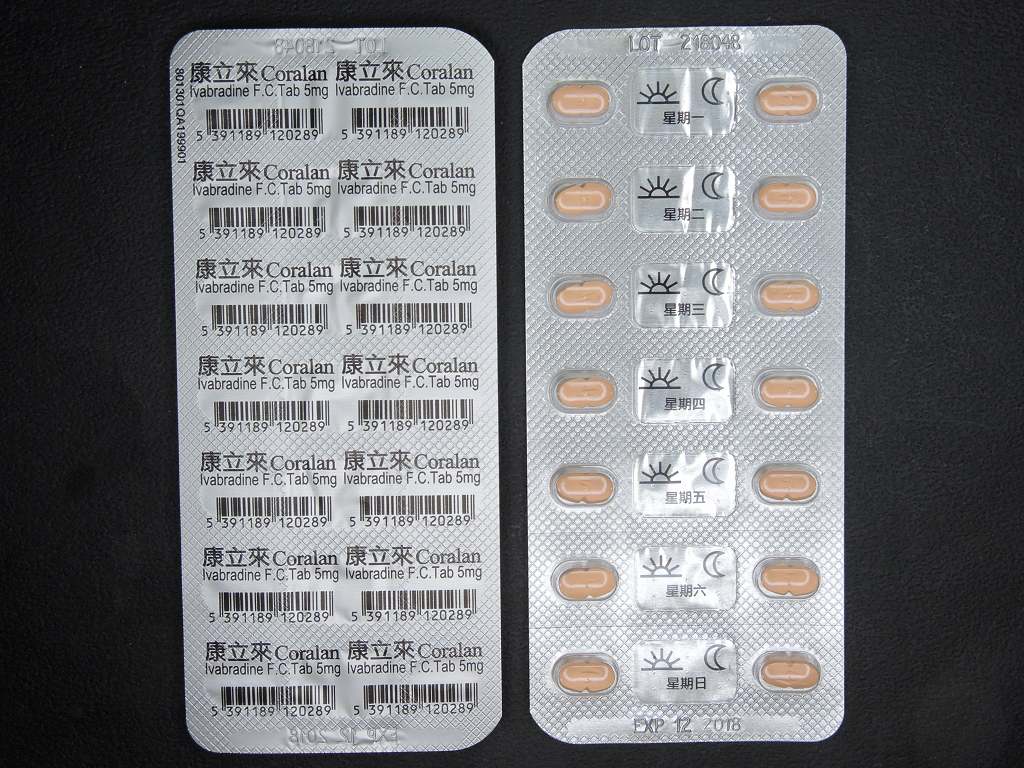 LOT 218048
301301QA199901
康立來Coralan 康立來Coralan
Ivabradine F.C.Tab 5mg Ivabradine F.C.Tab 5mg
5 391189 120289 5 391189 120289
康立來Coralan 康立來Coralan
Ivabradine F.C.Tab 5mg Ivabradine F.C.Tab 5mg
5 391189 120289 5 391189 120289
康立來Coralan 康立來Coralan
Ivabradine F.C.Tab 5mg Ivabradine F.C.Tab 5mg
5 391189 120289 5 391189 120289
康立來Coralan 康立來Coralan
Ivabradine F.C.Tab 5mg Ivabradine F.C.Tab 5mg
5 391189 120289 5 391189 120289
康立來Coralan 康立來Coralan
Ivabradine F.C.Tab 5mg Ivabradine F.C.Tab 5mg
5 391189 120289 5 391189 120289
康立來Coralan 康立來Coralan
Ivabradine F.C.Tab 5mg Ivabradine F.C.Tab 5mg
5 391189 120289 5 391189 120289
康立來Coralan 康立來Coralan
Ivabradine F.C.Tab 5mg Ivabradine F.C.Tab 5mg
5 391189 120289 5 391189 120289
EXP 12 2018
LOT 218048
星期一
星期二
星期三
星期四
星期五
星期六
星期日
EXP 12 2018